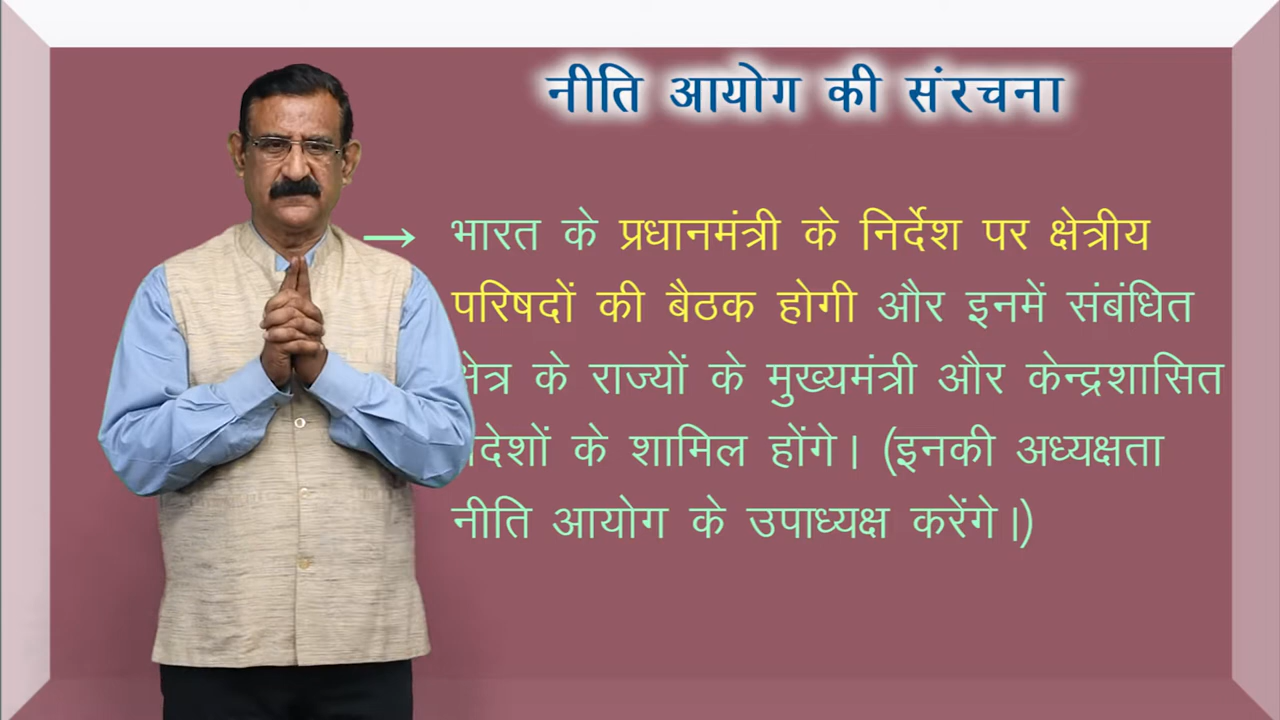 नीति आयोग की संरचना
→ भारत के प्रधानमंत्री के निर्देश पर क्षेत्रीय
परिषदों की बैठक होगी और इनमें संबंधित
के राज्यों के मुख्यमंत्री और केन्द्रशासित
के शामिल होंगे। (इनकी अध्यक्षता
नीति आयोग के उपाध्यक्ष करेंगे।)